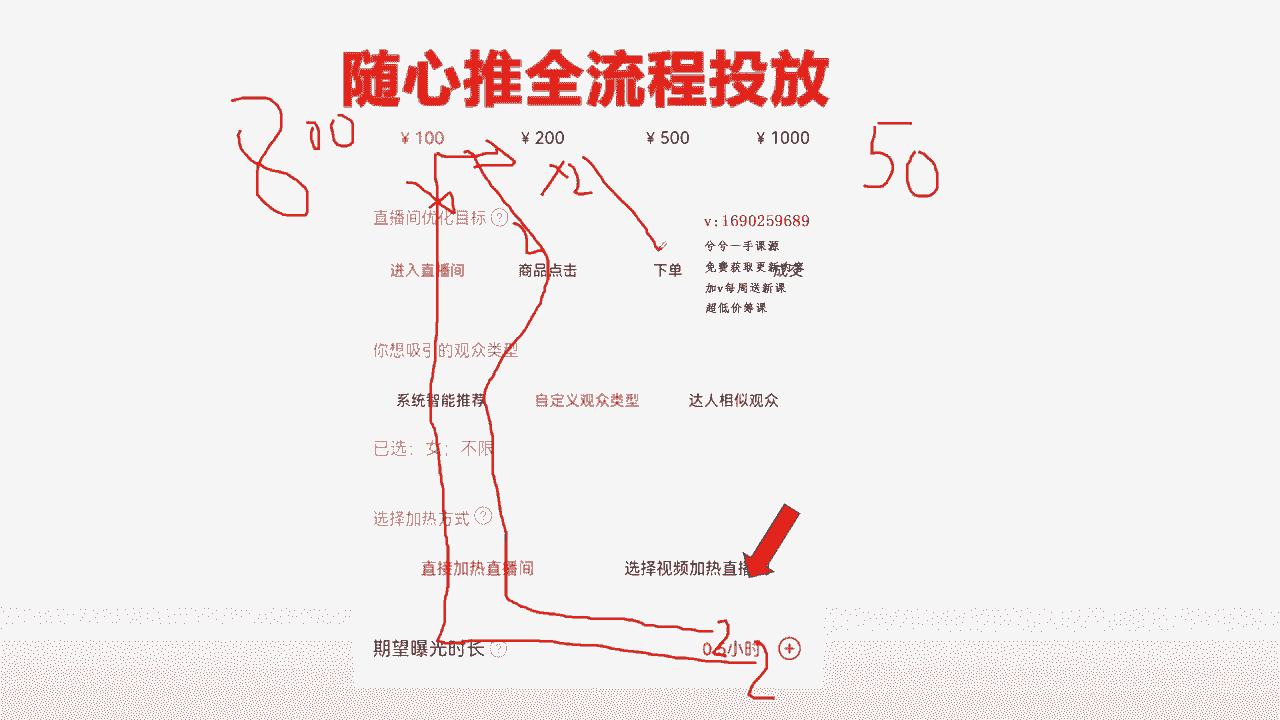 随心推全流程投放
800 ¥ 100 ¥ 200 ¥ 500 ¥ 1000 50
×2
直播间优化目标 ? v:1690259689
兮兮一手课源
进入直播间 商品点击 下单 成交
免费获取更新内容
加v每周送新课
超低价筹课
你想吸引的观众类型
系统智能推荐 自定义观众类型 达人相似观众
已选：女；不限
选择加热方式 ?
直接加热直播间 选择视频加热直播
2
期望曝光时长 ? 0.5小时 +
2